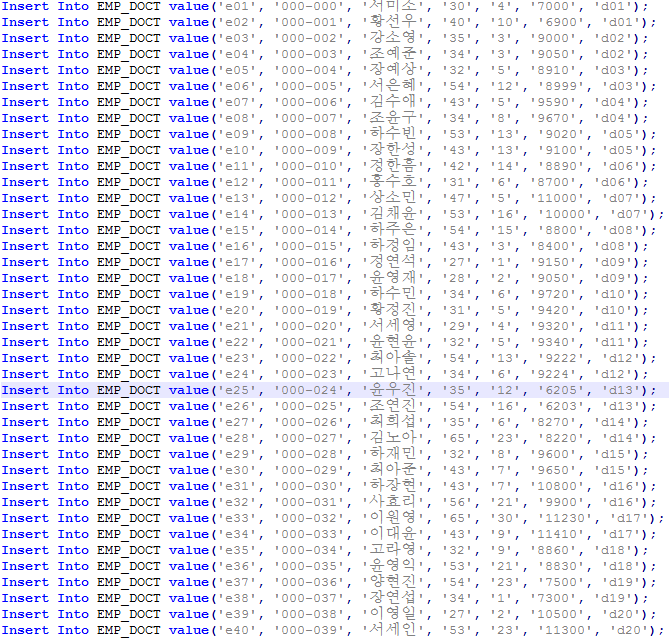 Insert Into EMP_DOCT value('e01', '000-000', '서미소', '30', '4', '7000', 'd01');
Insert Into EMP_DOCT value('e02', '000-001', '황선우', '40', '10', '6900', 'd01');
Insert Into EMP_DOCT value('e03', '000-002', '강소영', '35', '3', '9000', 'd02');
Insert Into EMP_DOCT value('e04', '000-003', '조예준', '34', '3', '9050', 'd02');
Insert Into EMP_DOCT value('e05', '000-004', '장예상', '32', '5', '8910', 'd03');
Insert Into EMP_DOCT value('e06', '000-005', '서은혜', '54', '12', '8999', 'd03');
Insert Into EMP_DOCT value('e07', '000-006', '김수애', '43', '5', '9590', 'd04');
Insert Into EMP_DOCT value('e08', '000-007', '조윤구', '34', '8', '9670', 'd04');
Insert Into EMP_DOCT value('e09', '000-008', '하수빈', '53', '13', '9020', 'd05');
Insert Into EMP_DOCT value('e10', '000-009', '장한성', '43', '13', '9100', 'd05');
Insert Into EMP_DOCT value('e11', '000-010', '정한흠', '42', '14', '8890', 'd06');
Insert Into EMP_DOCT value('e12', '000-011', '홍수호', '31', '6', '8700', 'd06');
Insert Into EMP_DOCT value('e13', '000-012', '상소민', '47', '5', '11000', 'd07');
Insert Into EMP_DOCT value('e14', '000-013', '김채윤', '53', '16', '10000', 'd07');
Insert Into EMP_DOCT value('e15', '000-014', '하주은', '54', '15', '8800', 'd08');
Insert Into EMP_DOCT value('e16', '000-015', '하정임', '43', '3', '8400', 'd08');
Insert Into EMP_DOCT value('e17', '000-016', '정연석', '27', '1', '9150', 'd09');
Insert Into EMP_DOCT value('e18', '000-017', '윤영재', '28', '2', '9050', 'd09');
Insert Into EMP_DOCT value('e19', '000-018', '하수민', '34', '6', '9720', 'd10');
Insert Into EMP_DOCT value('e20', '000-019', '황정진', '31', '5', '9420', 'd10');
Insert Into EMP_DOCT value('e21', '000-020', '서세영', '29', '4', '9320', 'd11');
Insert Into EMP_DOCT value('e22', '000-021', '윤현윤', '32', '5', '9340', 'd11');
Insert Into EMP_DOCT value('e23', '000-022', '최아솔', '54', '13', '9222', 'd12');
Insert Into EMP_DOCT value('e24', '000-023', '고나연', '34', '6', '9224', 'd12');
Insert Into EMP_DOCT value('e25', '000-024', '윤우진', '35', '12', '6205', 'd13');
Insert Into EMP_DOCT value('e26', '000-025', '조연진', '54', '16', '6203', 'd13');
Insert Into EMP_DOCT value('e27', '000-026', '최희섭', '35', '6', '8270', 'd14');
Insert Into EMP_DOCT value('e28', '000-027', '김노아', '65', '23', '8220', 'd14');
Insert Into EMP_DOCT value('e29', '000-028', '하재민', '32', '8', '9600', 'd15');
Insert Into EMP_DOCT value('e30', '000-029', '최아준', '43', '7', '9650', 'd15');
Insert Into EMP_DOCT value('e31', '000-030', '하장현', '43', '7', '10800', 'd16');
Insert Into EMP_DOCT value('e32', '000-031', '사효리', '56', '21', '9900', 'd16');
Insert Into EMP_DOCT value('e33', '000-032', '이원영', '65', '30', '11230', 'd17');
Insert Into EMP_DOCT value('e34', '000-033', '이대윤', '43', '9', '11410', 'd17');
Insert Into EMP_DOCT value('e35', '000-034', '고라영', '32', '9', '8860', 'd18');
Insert Into EMP_DOCT value('e36', '000-035', '윤영익', '53', '21', '8830', 'd18');
Insert Into EMP_DOCT value('e37', '000-036', '양현진', '54', '23', '7500', 'd19');
Insert Into EMP_DOCT value('e38', '000-037', '장연섭', '34', '1', '7300', 'd19');
Insert Into EMP_DOCT value('e39', '000-038', '이영일', '27', '2', '10500', 'd20');
Insert Into EMP_DOCT value('e40', '000-039', '서세인', '53', '23', '11300', 'd20');